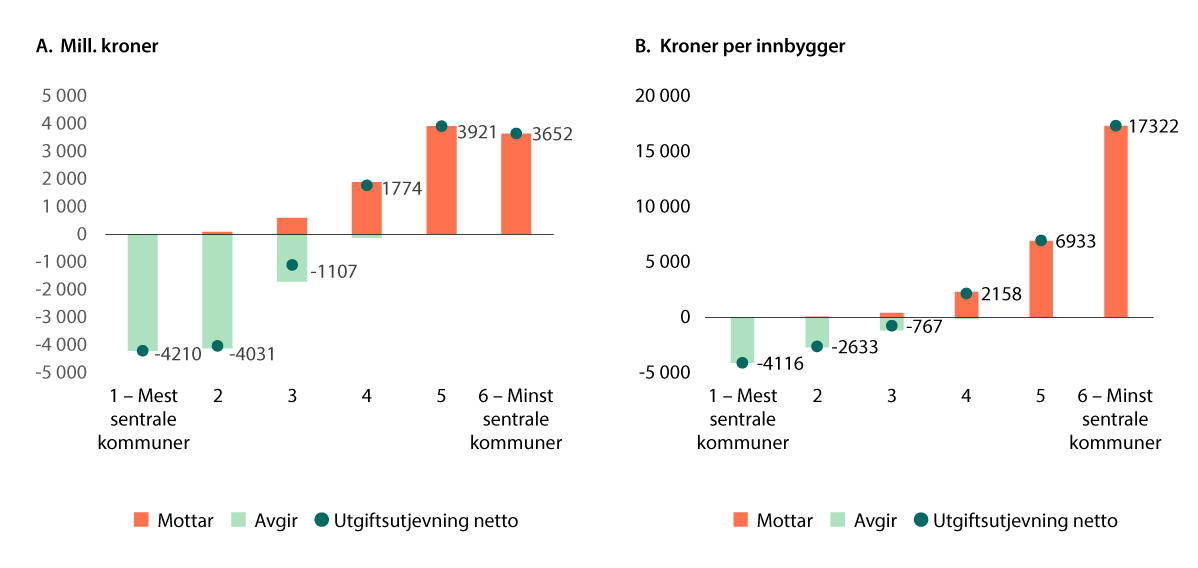 A. Mill. kroner
5 000
4 000
3 000
2 000
1 000
0
-1 000
-2 000
-3 000
-4 000
-5 000
-4210
-4031
-1107
1774
3921
3652
1 – Mest
sentrale
kommuner
2
3
4
5
6 – Minst
sentrale
kommuner
Mottar
Avgir
Utgiftsutjevning netto
B. Kroner per innbygger
20 000
15 000
10 000
5 000
0
-5 000
-4116
-2633
-767
2158
6933
17322
1 – Mest
sentrale
kommuner
2
3
4
5
6 – Minst
sentrale
kommuner
Mottar
Avgir
Utgiftsutjevning netto